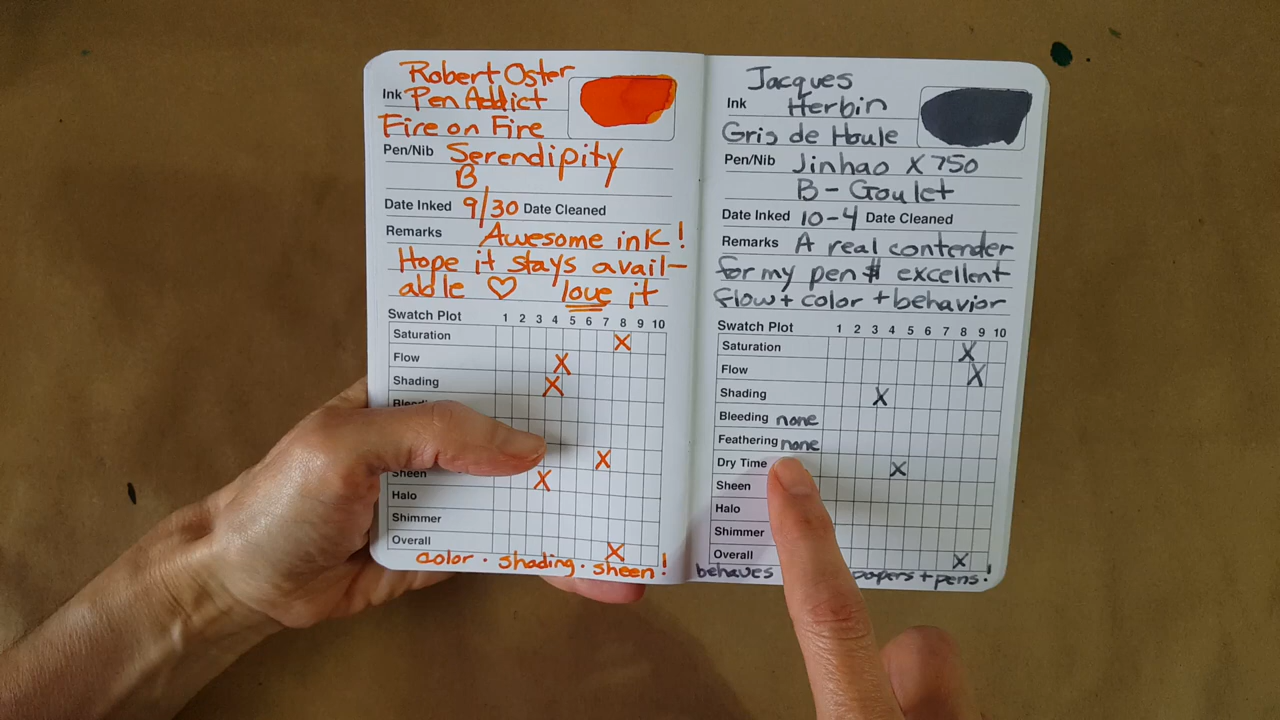 Robert Oster
Ink Pen Addict
Fire on Fire
Pen/Nib Serendipity
B
Date Inked 9/30 Date Cleaned
Remarks Awesome ink!
Hope it stays avail-
able ♡ love it
Swatch Plot 1 2 3 4 5 6 7 8 9 10
Saturation X
Flow X
Shading X
X
Sheen X
Halo
Shimmer
Overall X
color · shading · sheen!
Jacques
Ink Herbin
Gris de Houle
Pen/Nib Jinhao X750
B - Goulet
Date Inked 10-4 Date Cleaned
Remarks A real contender
for my pen # excellent
flow + color + behavior
Swatch Plot 1 2 3 4 5 6 7 8 9 10
Saturation X
Flow X
Shading X
Bleeding none
Feathering none
Dry Time X
Sheen
Halo
Shimmer
Overall X
behaves papers + pens!